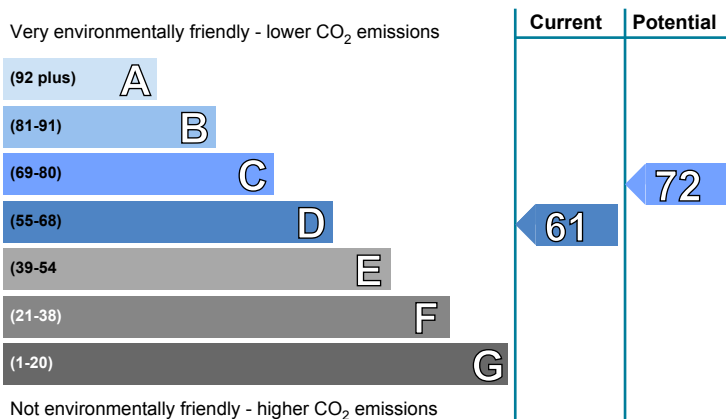 Current Potential
Very environmentally friendly - lower CO2 emissions
(92 plus) A
(81-91) B
(69-80) C
72
(55-68) D
61
(39-54 E
(21-38) F
(1-20) G
Not environmentally friendly - higher CO2 emissions